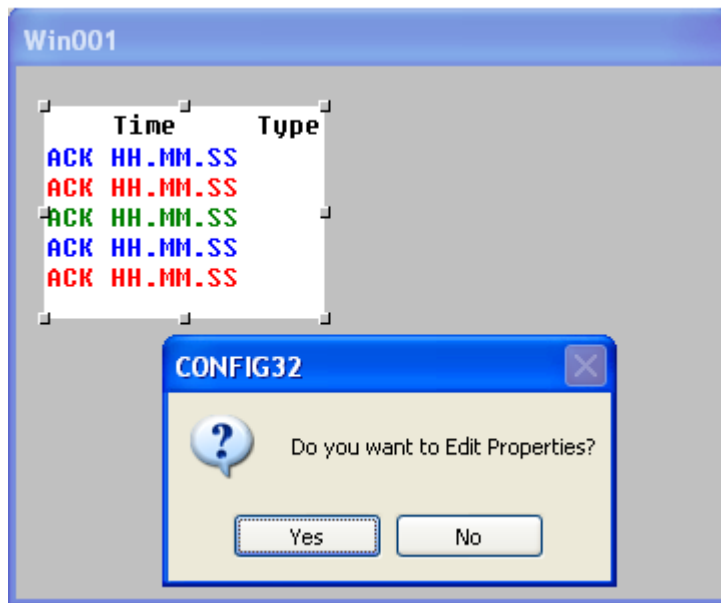 Win001
Time Type
ACK HH.MM.SS
ACK HH.MM.SS
ACK HH.MM.SS
ACK HH.MM.SS
ACK HH.MM.SS
CONFIG32
Do you want to Edit Properties?
Yes No